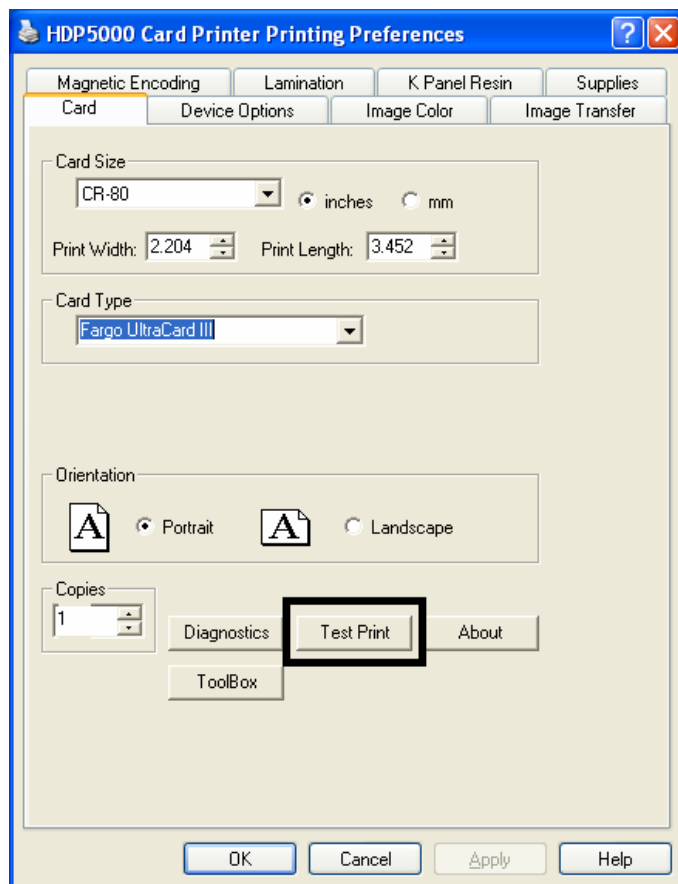 HDP5000 Card Printer Printing Preferences
Magnetic Encoding Lamination K Panel Resin Supplies
Card Device Options Image Color Image Transfer
Card Size
CR-80 inches mm
Print Width: 2.204 Print Length: 3.452
Card Type
Fargo UltraCard III
Orientation
A Portrait A Landscape
Copies
1 Diagnostics Test Print About
ToolBox
OK Cancel Apply Help